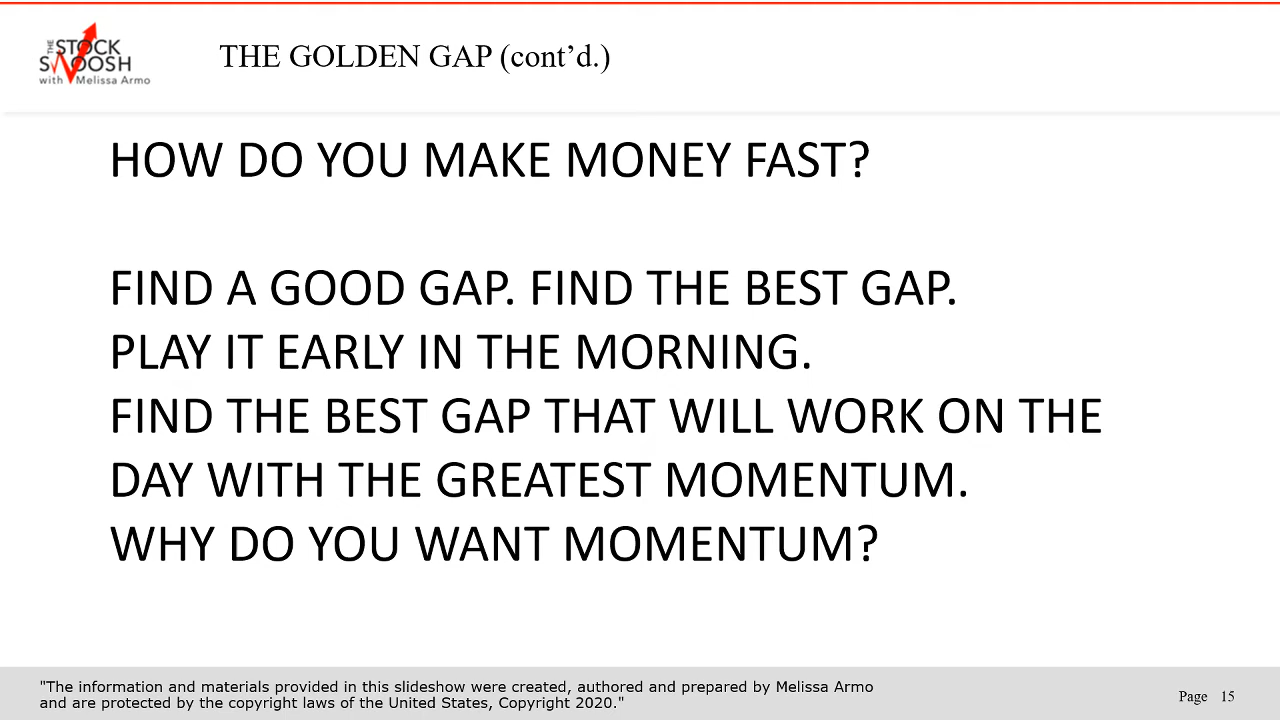 THE
STOCK
SWOOSH
with Melissa Armo
THE GOLDEN GAP (cont’d.)
HOW DO YOU MAKE MONEY FAST?
FIND A GOOD GAP. FIND THE BEST GAP.
PLAY IT EARLY IN THE MORNING.
FIND THE BEST GAP THAT WILL WORK ON THE
DAY WITH THE GREATEST MOMENTUM.
WHY DO YOU WANT MOMENTUM?
"The information and materials provided in this slideshow were created, authored and prepared by Melissa Armo
and are protected by the copyright laws of the United States, Copyright 2020."
Page 15